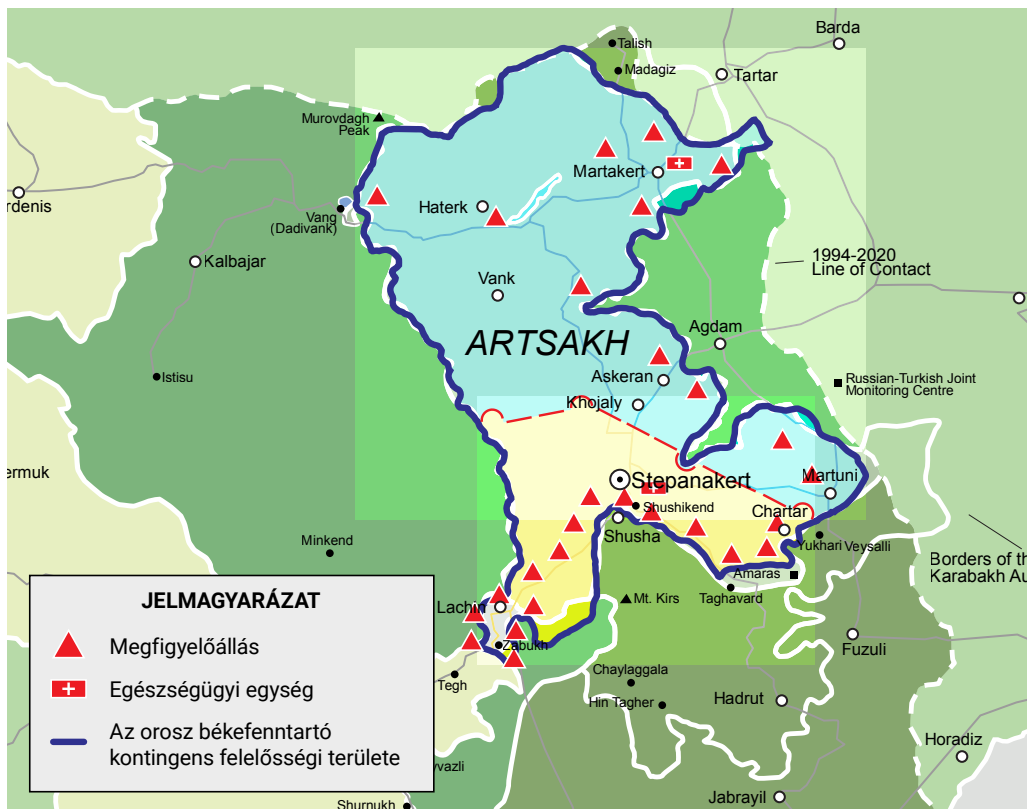 Barda
Talish
Madagiz
Tartar
Murovdagh
Peak
Martakert
rdenis
Haterk
Vang
(Dadivank)
Kalbajar
1994-2020
Line of Contact
Vank
ARTSAKH
Agdam
Istisu
Askeran
Russian-Turkish Joint
Monitoring Centre
Khojaly
ermuk
Stepanakert
Martuni
Shushikend
Chartar
Shusha
Minkend
Yukhari Veysalli
Borders of th
Karabakh Au
Amaras
Taghavard
JELMAGYARÁZAT
Megfigyelőállás
Egészségügyi egység
Az orosz békefenntartó
kontingens felelősségi területe
Lachin
Mt. Kirs
Zabukh
Fuzuli
Tegh
Chaylaggala
Hin Tagher
Hadrut
Horadiz
yvazli
Jabrayil
Shurnukh